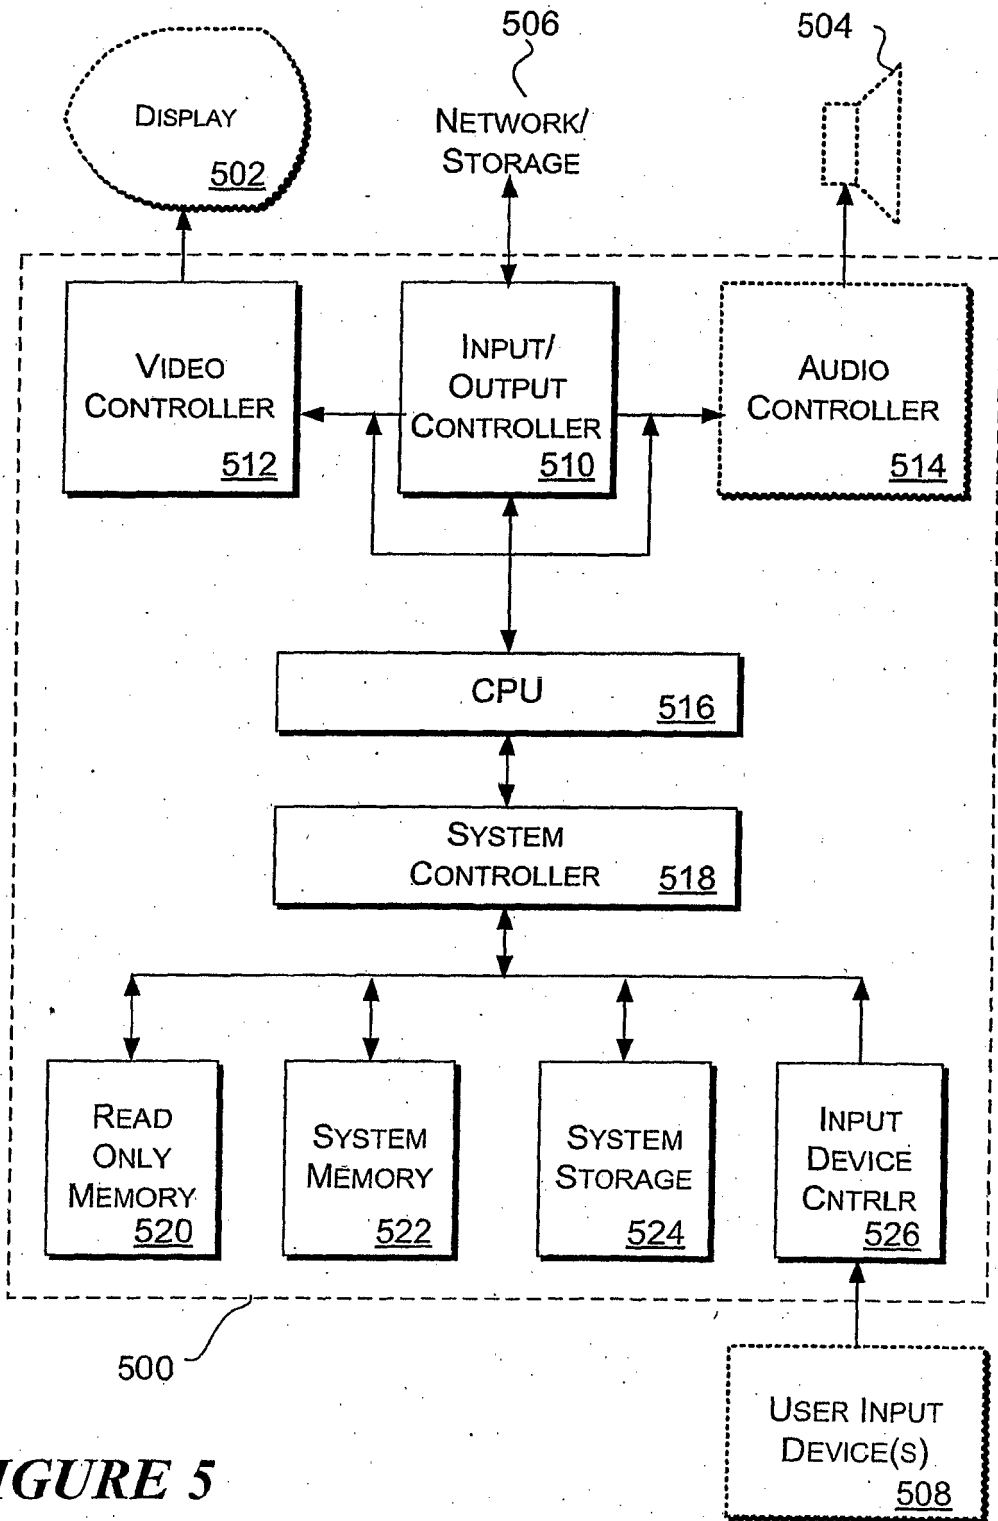 506
504
DISPLAY
502
NETWORK/
STORAGE
VIDEO
CONTROLLER
512
INPUT/
OUTPUT
CONTROLLER
510
AUDIO
CONTROLLER
514
CPU
516
SYSTEM
CONTROLLER
518
READ
ONLY
MEMORY
520
SYSTEM
MEMORY
522
SYSTEM
STORAGE
524
INPUT
DEVICE
CNTRLR
526
500
USER INPUT
DEVICE(S)
508
IGURE 5